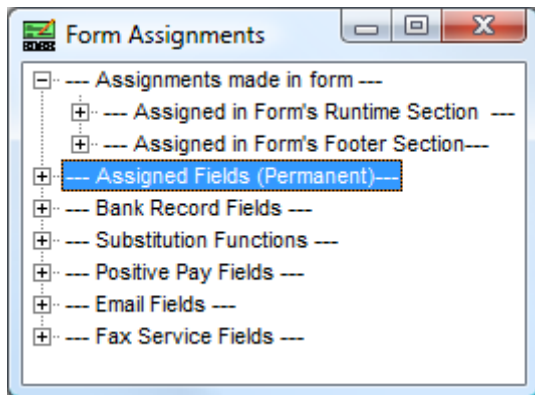 Form Assignments
--- Assignments made in form ---
--- Assigned in Form's Runtime Section ---
--- Assigned in Form's Footer Section---
--- Assigned Fields (Permanent)---
--- Bank Record Fields ---
--- Substitution Functions ---
--- Positive Pay Fields ---
--- Email Fields ---
--- Fax Service Fields ---